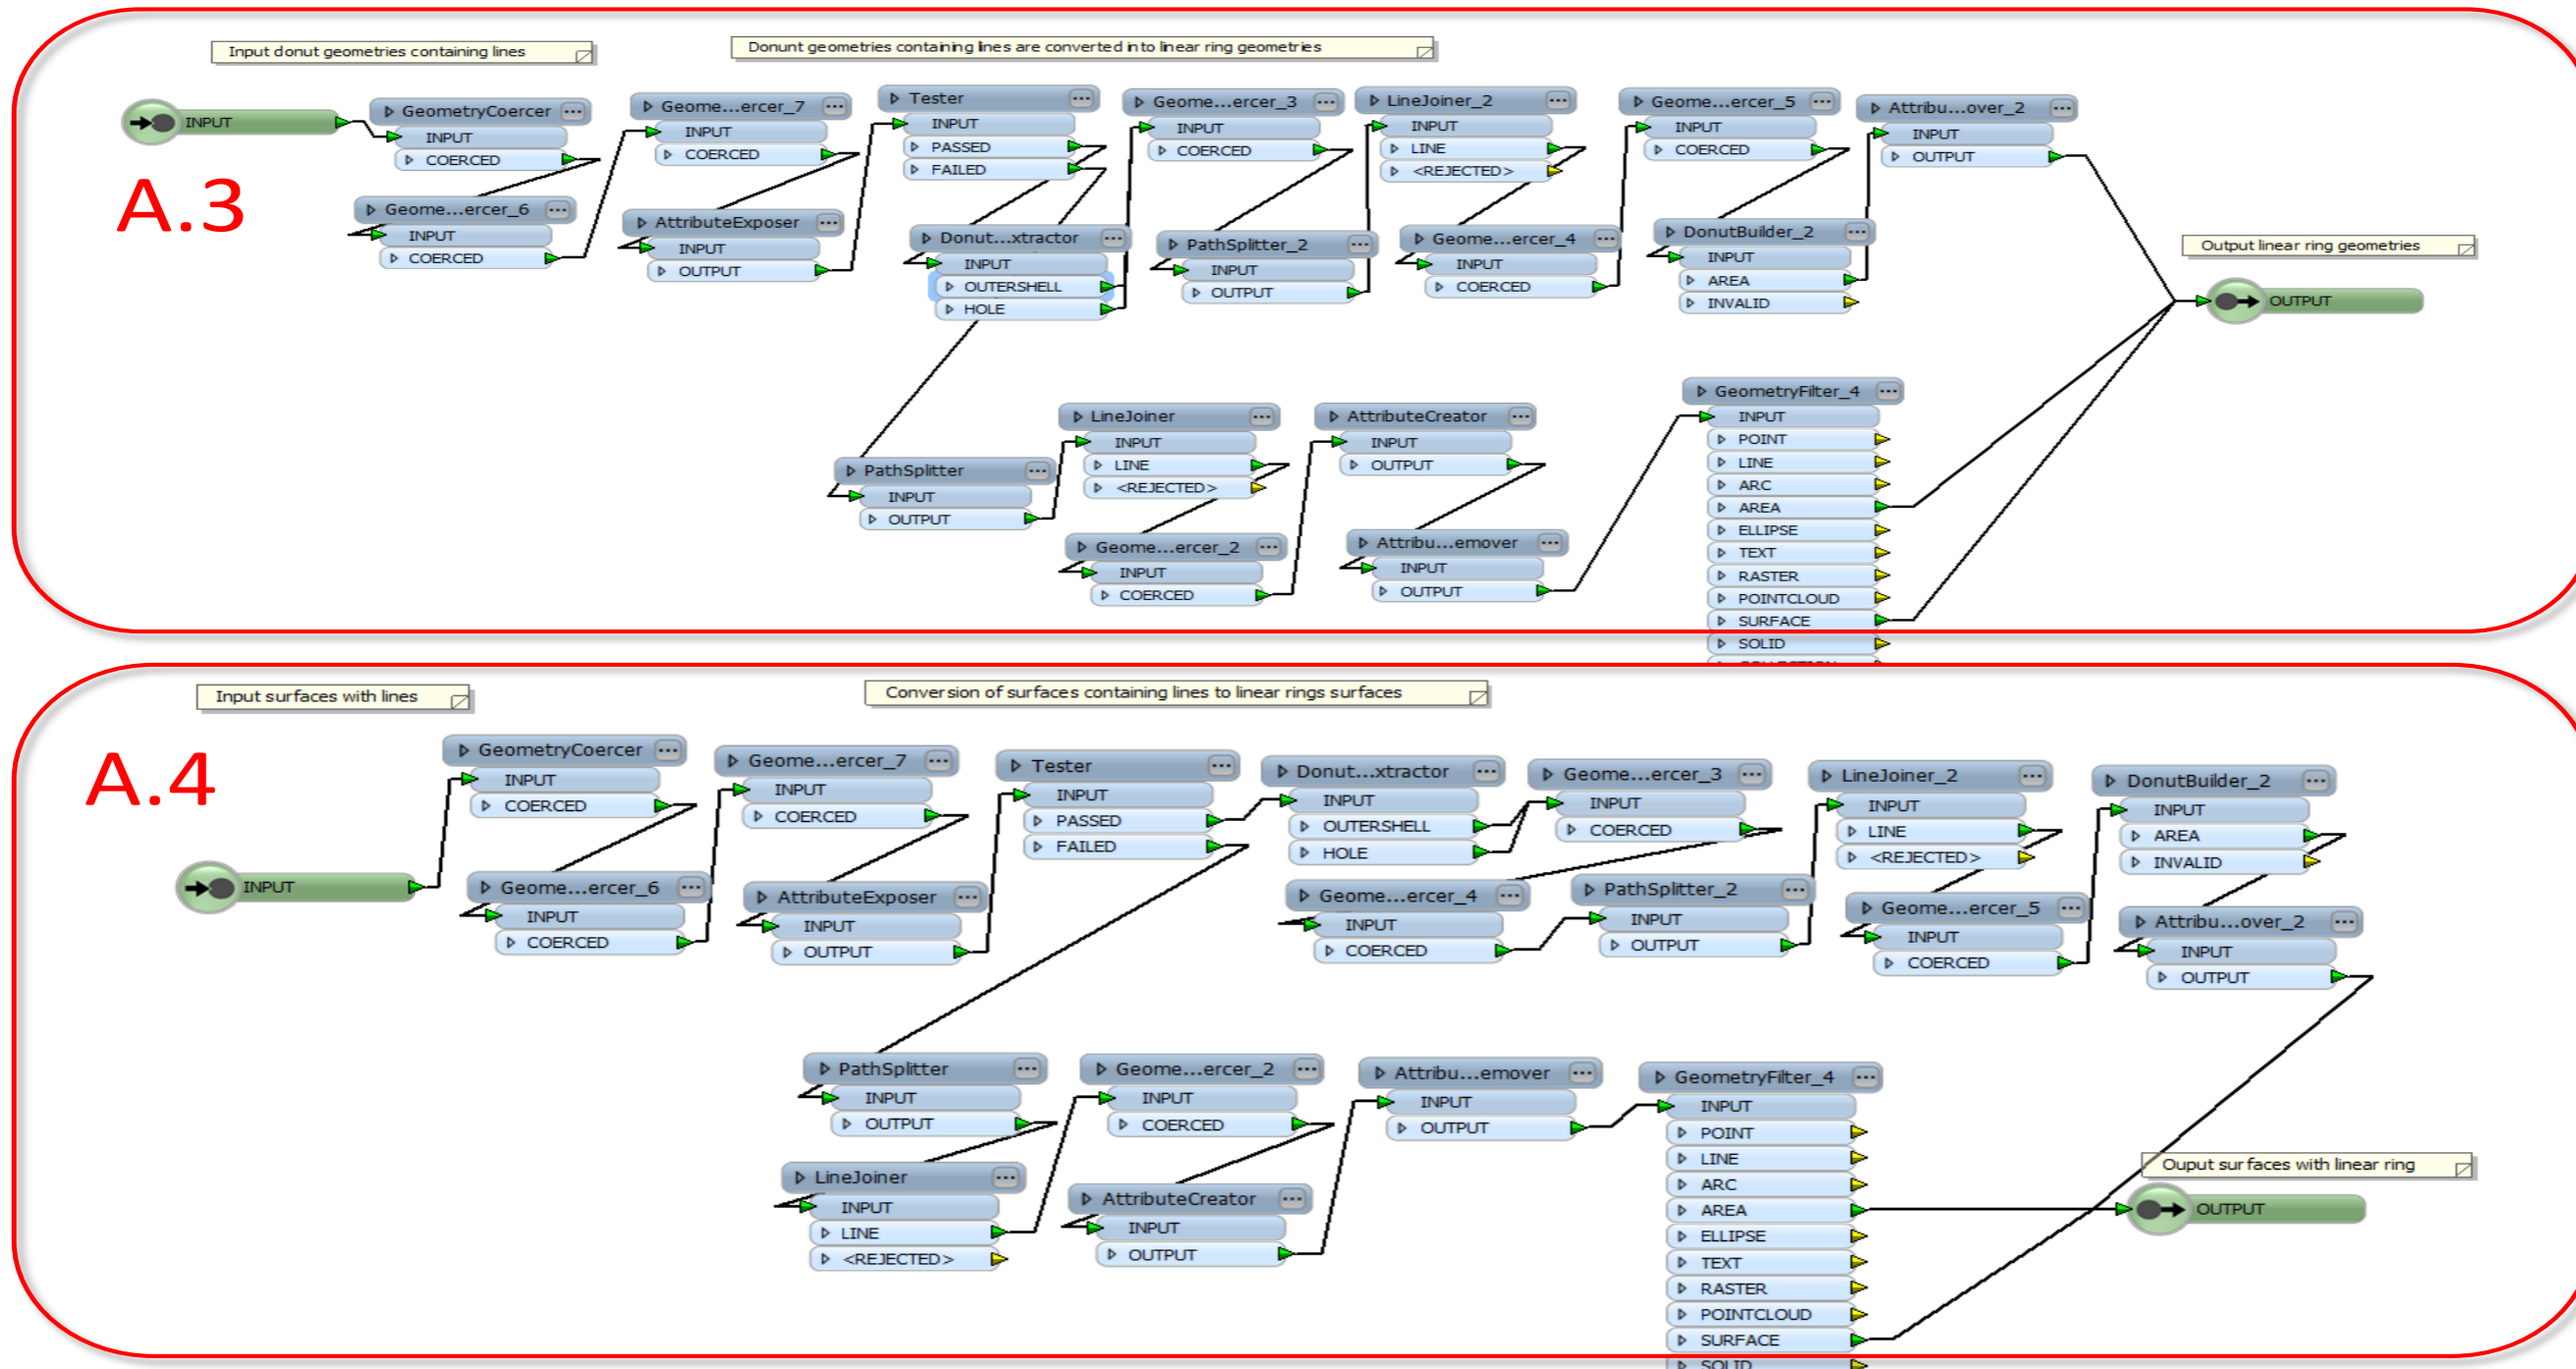 Input donut geometries containing lines
Donunt geometries containing lines are converted into linear ring geometries
A.3
INPUT
GeometryCoercer
INPUT
COERCED
Geome...ercer_6
INPUT
COERCED
Geome...ercer_7
INPUT
COERCED
AttributeExposer
INPUT
OUTPUT
Tester
INPUT
PASSED
FAILED
Donut...xtractor
INPUT
OUTERSHELL
HOLE
Geome...ercer_3
INPUT
COERCED
PathSplitter_2
INPUT
OUTPUT
LineJoiner_2
INPUT
LINE
<REJECTED>
Geome...ercer_4
INPUT
COERCED
Geome...ercer_5
INPUT
COERCED
DonutBuilder_2
INPUT
AREA
INVALID
Attribu...over_2
INPUT
OUTPUT
Output linear ring geometries
OUTPUT
PathSplitter
INPUT
OUTPUT
LineJoiner
INPUT
LINE
<REJECTED>
Geome...ercer_2
INPUT
COERCED
AttributeCreator
INPUT
OUTPUT
Attribu...emover
INPUT
OUTPUT
GeometryFilter_4
INPUT
POINT
LINE
ARC
AREA
ELLIPSE
TEXT
RASTER
POINTCLOUD
SURFACE
SOLID
Input surfaces with lines
Conversion of surfaces containing lines to linear rings surfaces
A.4
INPUT
GeometryCoercer
INPUT
COERCED
Geome...ercer_6
INPUT
COERCED
Geome...ercer_7
INPUT
COERCED
AttributeExposer
INPUT
OUTPUT
Tester
INPUT
PASSED
FAILED
Donut...xtractor
INPUT
OUTERSHELL
HOLE
Geome...ercer_4
INPUT
COERCED
Geome...ercer_3
INPUT
COERCED
PathSplitter_2
INPUT
OUTPUT
LineJoiner_2
INPUT
LINE
<REJECTED>
Geome...ercer_5
INPUT
COERCED
DonutBuilder_2
INPUT
AREA
INVALID
Attribu...over_2
INPUT
OUTPUT
PathSplitter
INPUT
OUTPUT
LineJoiner
INPUT
LINE
<REJECTED>
Geome...ercer_2
INPUT
COERCED
AttributeCreator
INPUT
OUTPUT
Attribu...emover
INPUT
OUTPUT
GeometryFilter_4
INPUT
POINT
LINE
ARC
AREA
ELLIPSE
TEXT
RASTER
POINTCLOUD
SURFACE
SOLID
Ouput surfaces with linear ring
OUTPUT